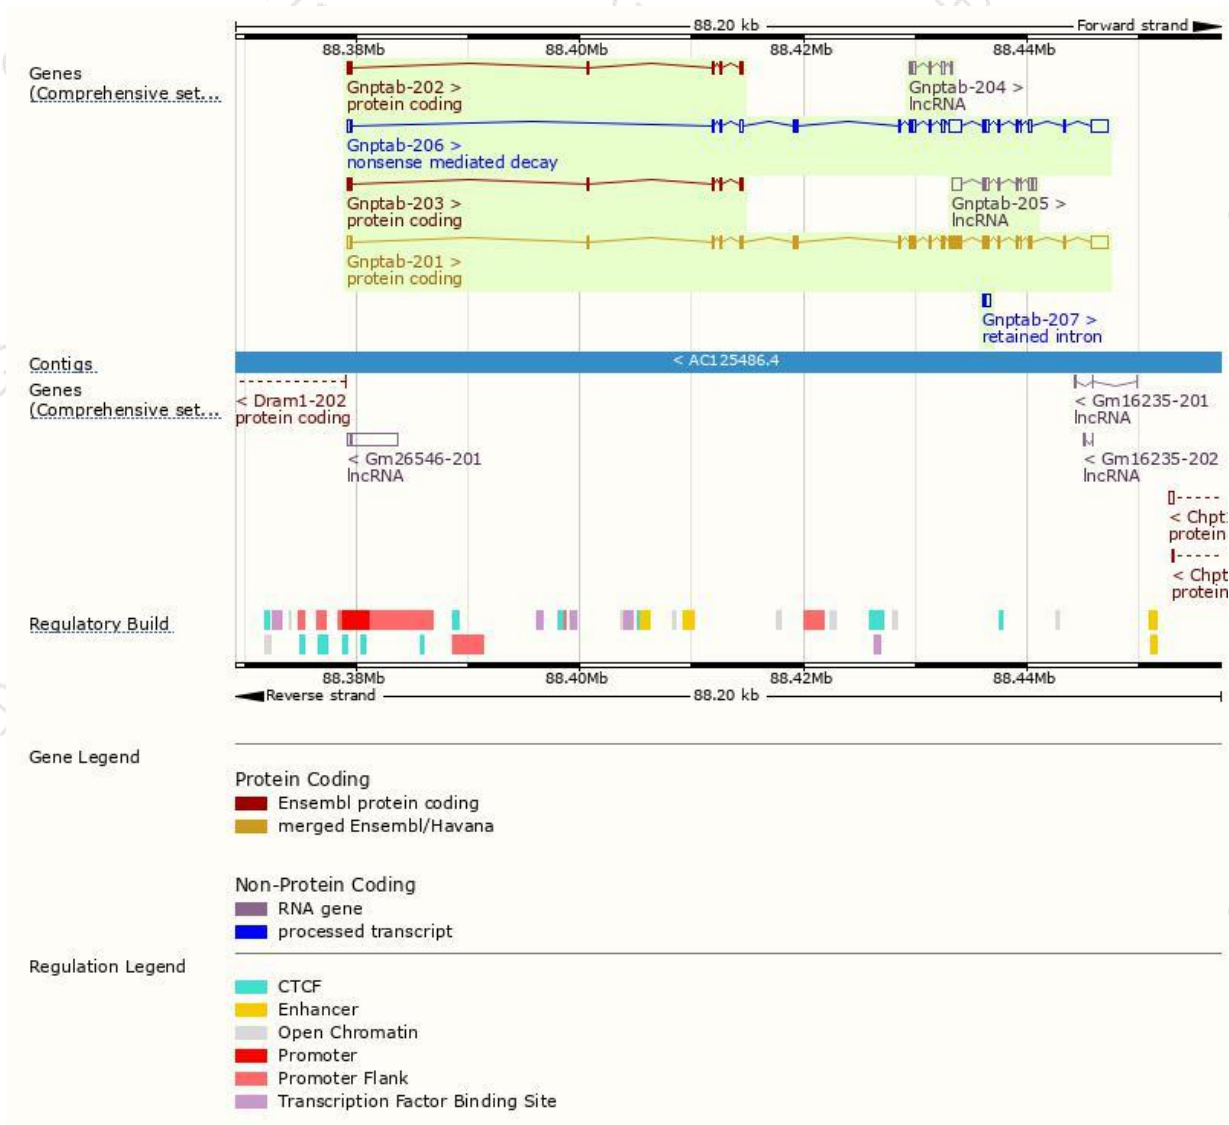 88.20 kb
Forward strand
88.38Mb
88.40Mb
88.42Mb
88.44Mb
Genes
(Comprehensive set...
Gnptab-202 >
protein coding
Gnptab-204 >
lncRNA
Gnptab-206 >
nonsense mediated decay
Gnptab-203 >
protein coding
Gnptab-205 >
lncRNA
Gnptab-201 >
protein coding
Gnptab-207 >
retained intron
Contigs
< AC125486.4
Genes
(Comprehensive set...
< Dram1-202
protein coding
< Gm16235-201
lncRNA
< Gm26546-201
lncRNA
< Gm16235-202
lncRNA
< Chpt
protein
< Chpt
protein
Regulatory Build
88.38Mb
88.40Mb
88.42Mb
88.44Mb
Reverse strand
88.20 kb
Gene Legend
Protein Coding
Ensembl protein coding
merged Ensembl/Havana
Non-Protein Coding
RNA gene
processed transcript
Regulation Legend
CTCF
Enhancer
Open Chromatin
Promoter
Promoter Flank
Transcription Factor Binding Site